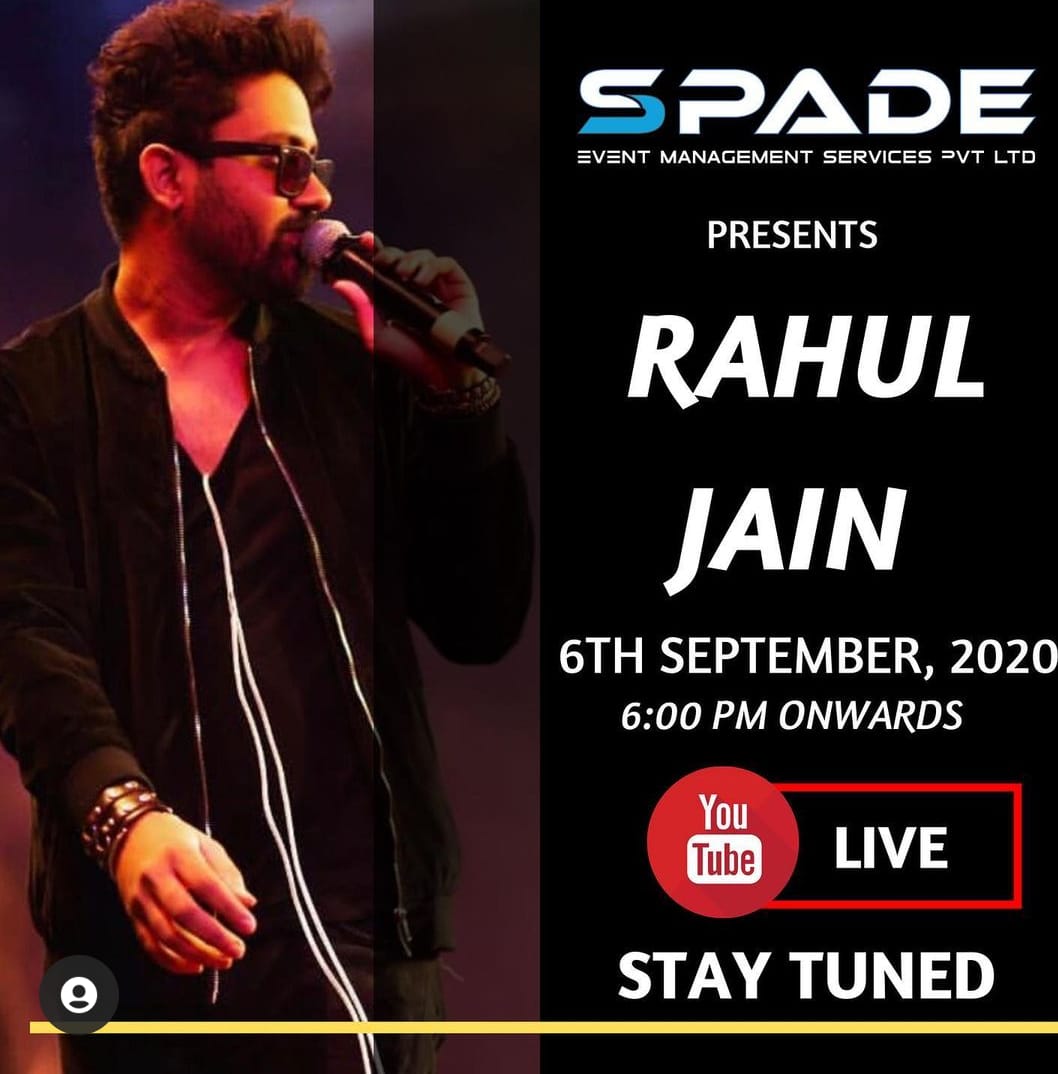 SPADE
EVENT MANAGEMENT SERVICES PVT LTD
PRESENTS
RAHUL
JAIN
6TH SEPTEMBER, 2020
6:00 PM ONWARDS
You
Tube
LIVE
STAY TUNED